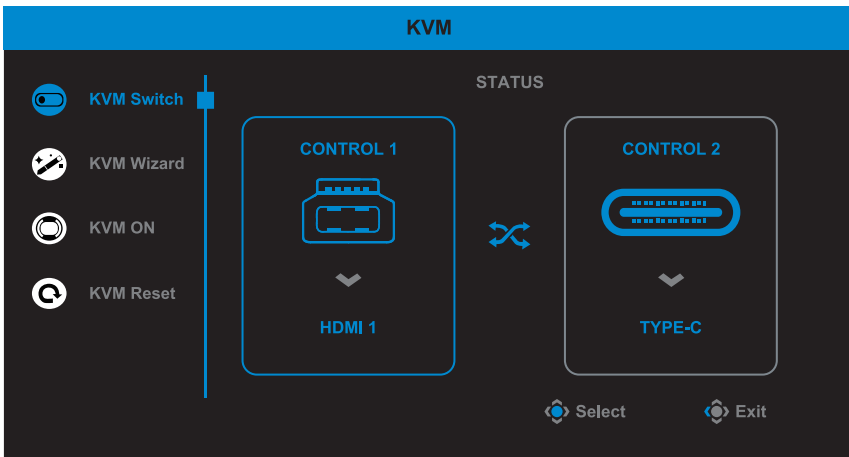 KVM
STATUS
KVM Switch
KVM Wizard
KVM ON
KVM Reset
CONTROL 1
HDMI 1
CONTROL 2
TYPE-C
Select
Exit